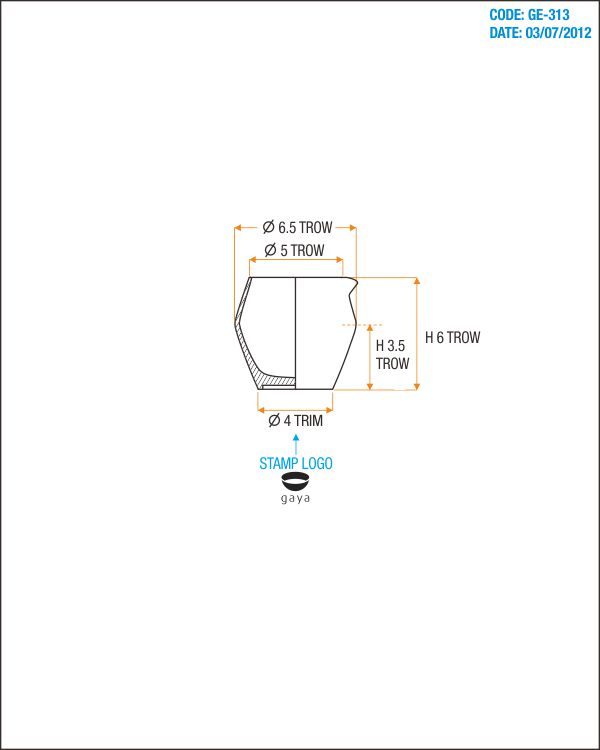 CODE: GE-313
DATE: 03/07/2012
Ø 6.5 TROW
Ø 5 TROW
H 3.5
TROW
H 6 TROW
Ø 4 TRIM
STAMP LOGO
gaya